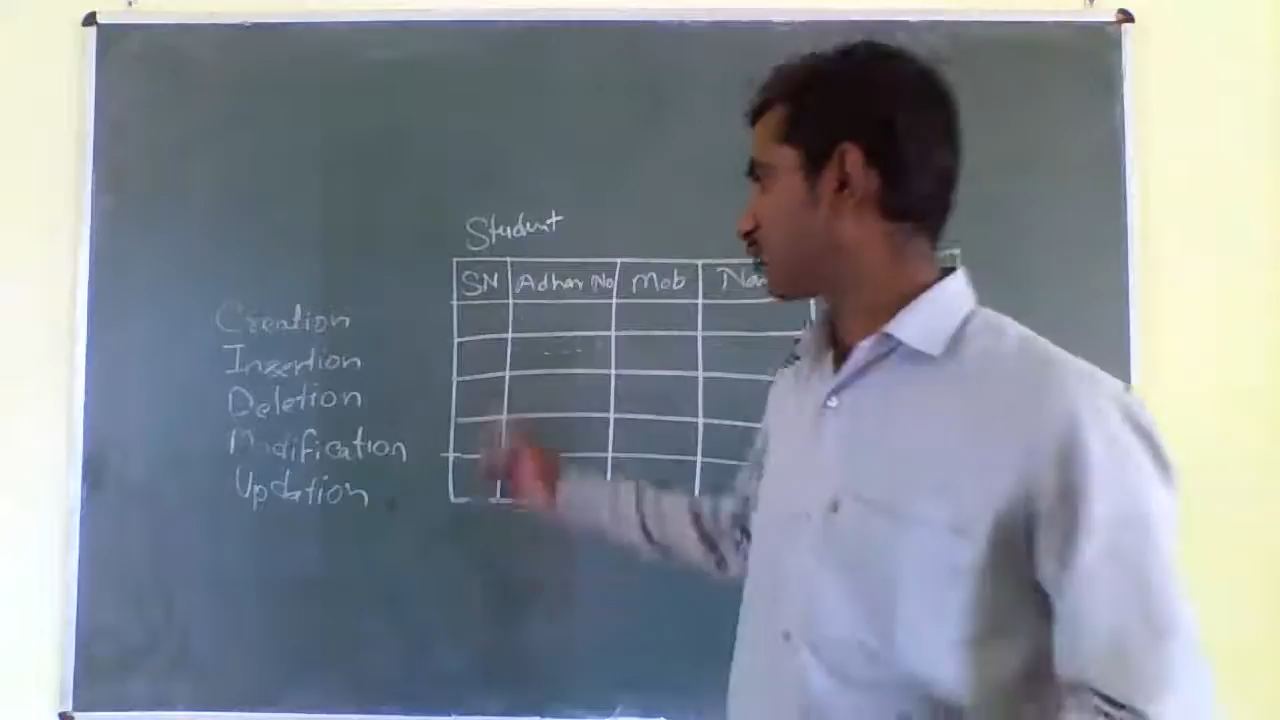 Student
SN Adhar No Mob
Creation
Insertion
Deletion
Modification
Updation